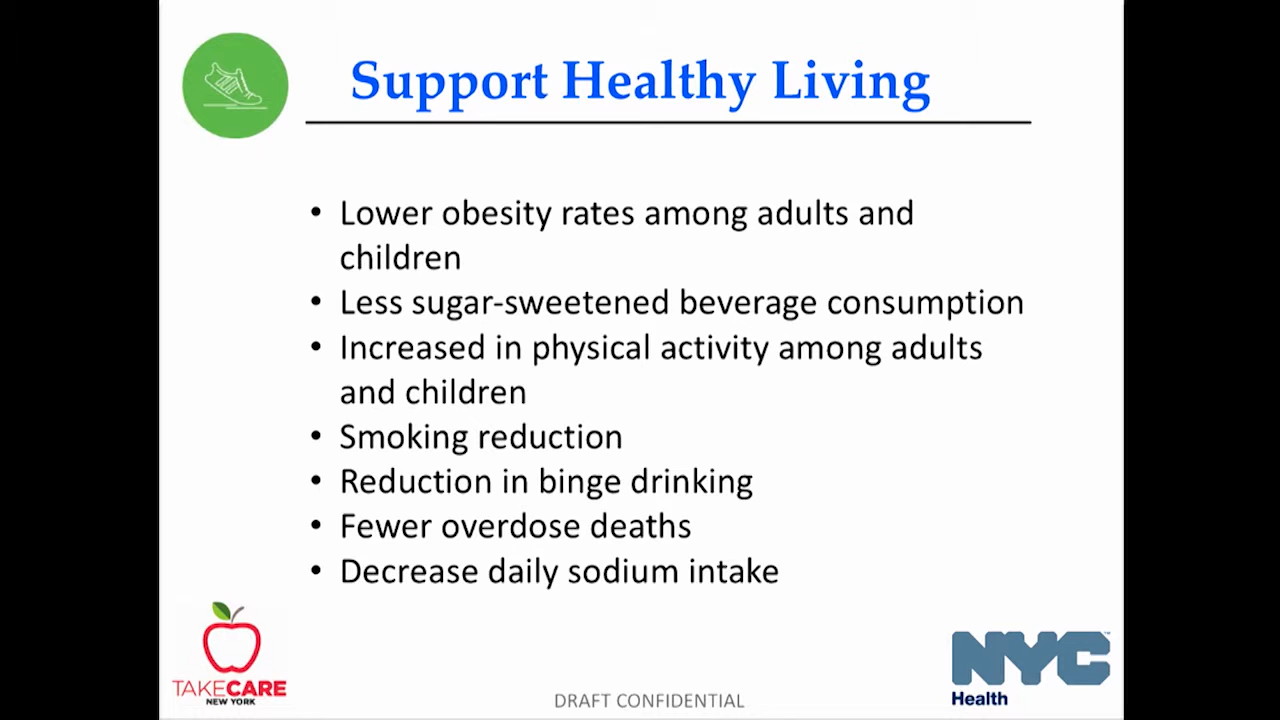 Support Healthy Living
• Lower obesity rates among adults and
children
• Less sugar-sweetened beverage consumption
• Increased in physical activity among adults
and children
• Smoking reduction
• Reduction in binge drinking
• Fewer overdose deaths
• Decrease daily sodium intake
TAKECARE
NEW YORK
DRAFT CONFIDENTIAL
NYC
Health